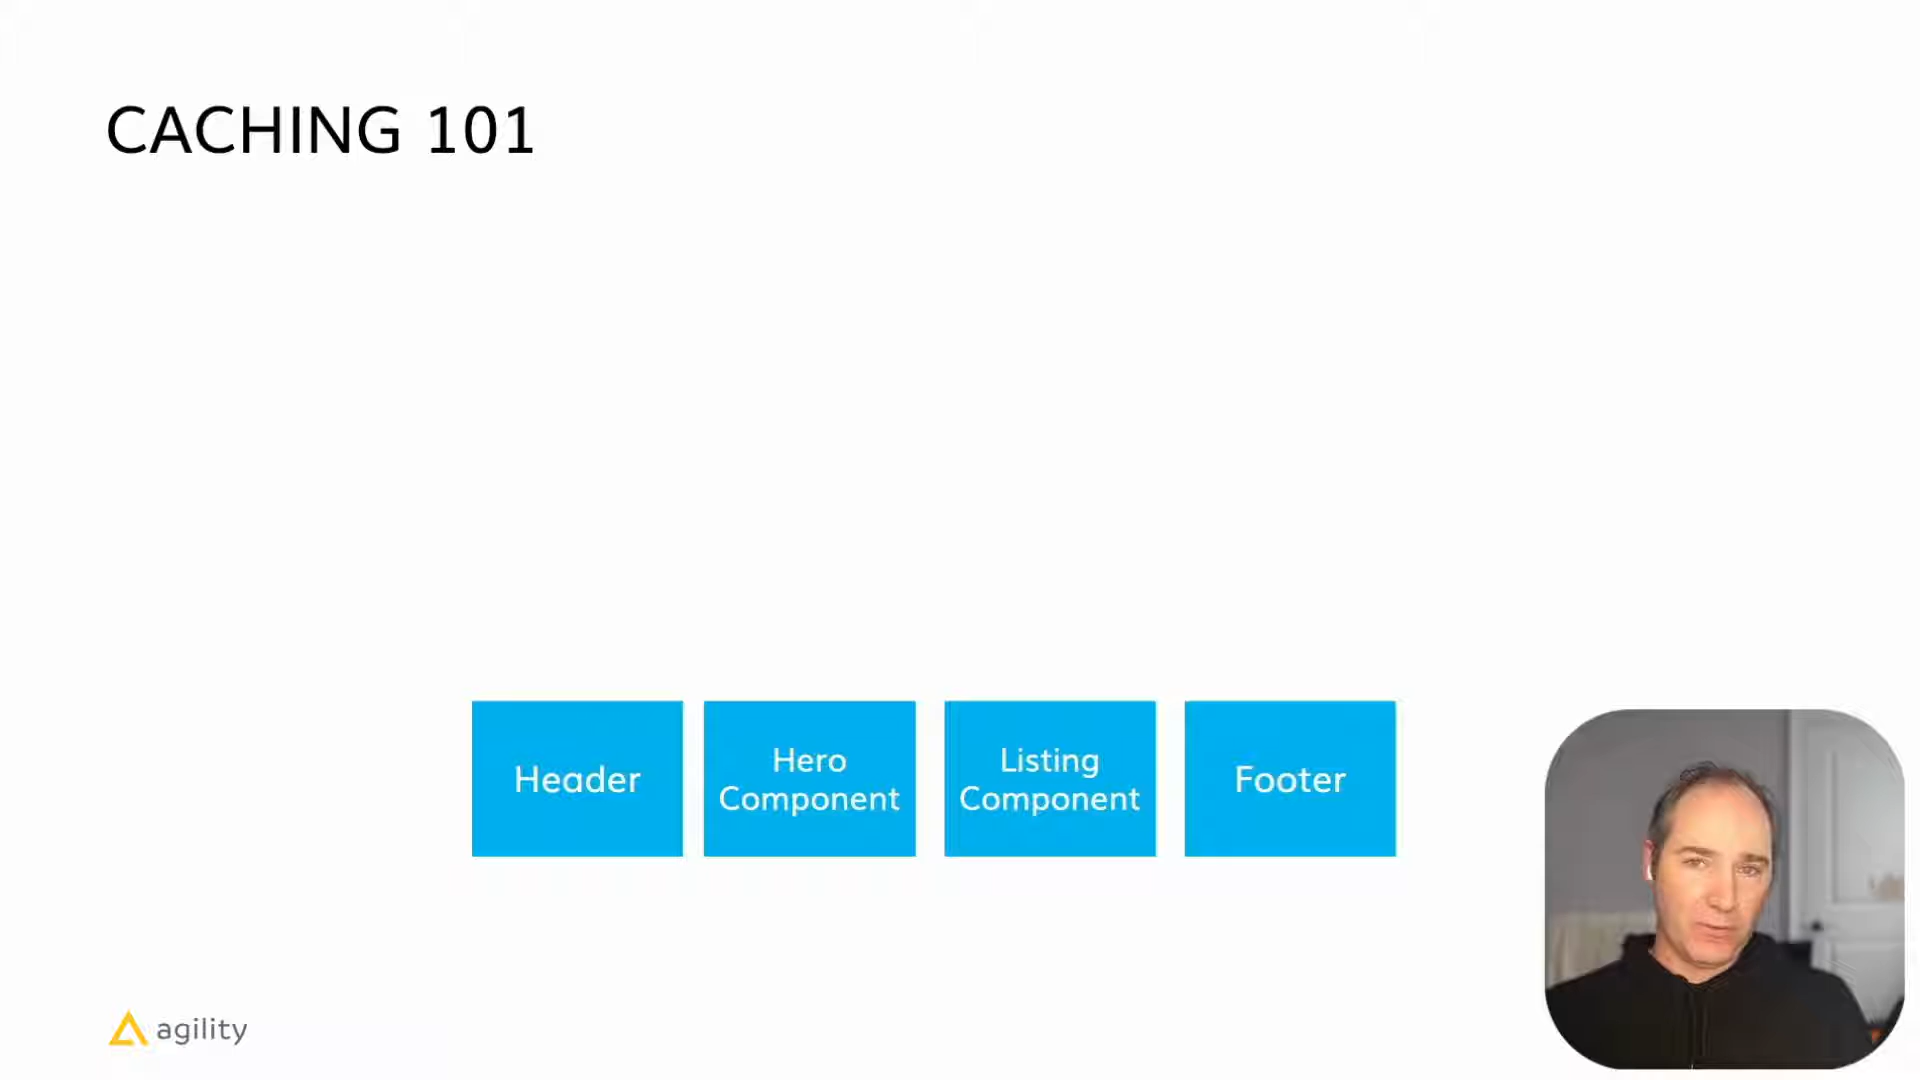 CACHING 101
Header
Hero
Component
Listing
Component
Footer
agility